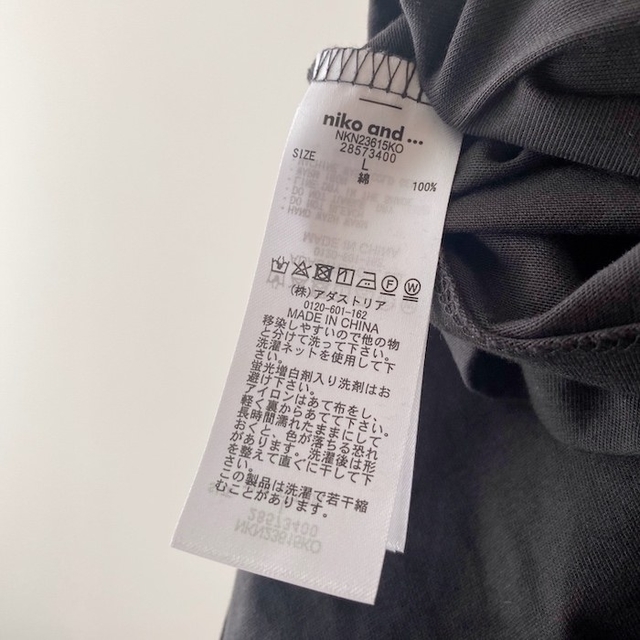 niko and ...
NKN23615KO
28573400
SIZE L
綿 100%
(株)アダストリア
0120-601-162
MADE IN CHINA
移染しやすいので他の物
と分けて洗って下さい。
洗濯ネットを使用して下
さい。
蛍光増白剤入り洗剤はお
避け下さい。
アイロンはあて布をし、
軽く裏からあてて下さい。
長時間濡れたままにして
おくと、色が落ちる恐れ
があります。洗濯後は形
を整えて直ぐに干して下
さい。
この製品は洗濯で若干縮
むことがあります。